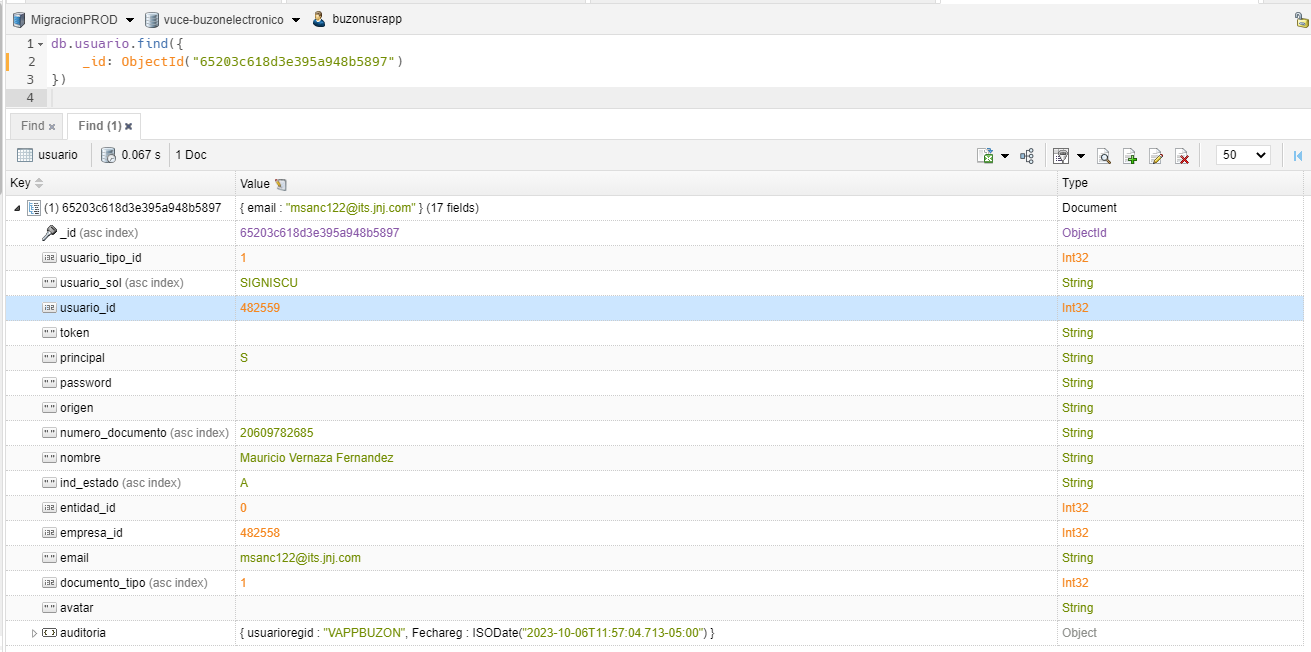 MigracionPROD vuce-buzonelectronico buzonusrapp
1 db.usuario.find({
2 _id: ObjectId("65203c618d3e395a948b5897")
3 })
4
Find Find (1)
usuario 0.067 s 1 Doc 50
Key Value Type
(1) 65203c618d3e395a948b5897 { email : "msanc122@its.jnj.com" } (17 fields) Document
_id (asc index) 65203c618d3e395a948b5897 ObjectId
usuario_tipo_id 1 Int32
usuario_sol (asc index) SIGNISCU String
usuario_id 482559 Int32
token String
principal S String
password String
origen String
numero_documento (asc index) 20609782685 String
nombre Mauricio Vernaza Fernandez String
ind_estado (asc index) A String
entidad_id 0 Int32
empresa_id 482558 Int32
email msanc122@its.jnj.com String
documento_tipo (asc index) 1 Int32
avatar String
auditoria { usuarioregid : "VAPPBUZON", Fechareg : ISODate("2023-10-06T11:57:04.713-05:00") } Object